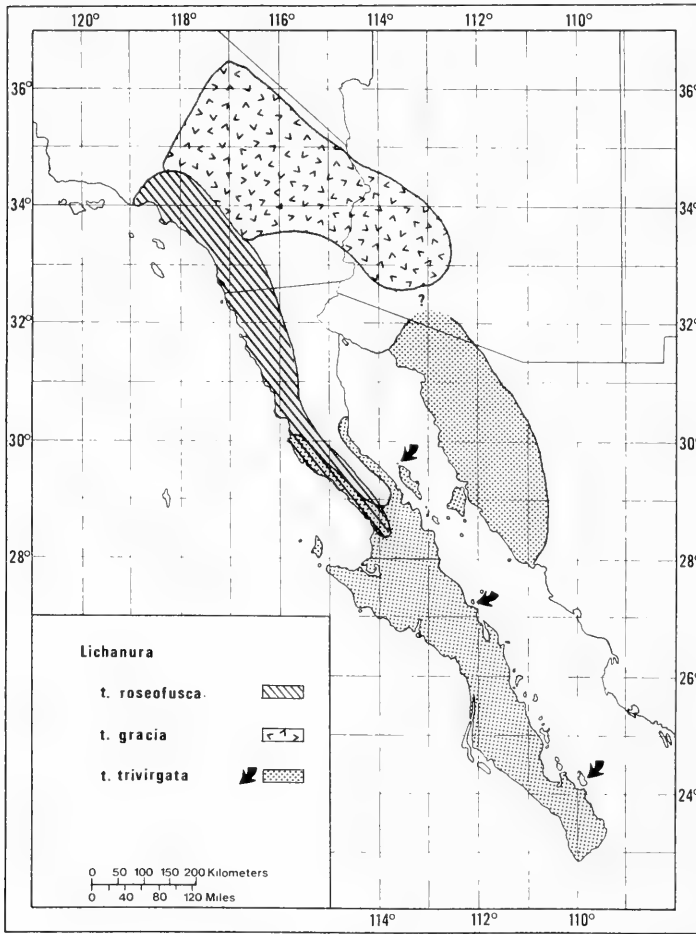 120° 118° 116° 114° 112° 110°
36° 36°
34° 34°
?
32° 32°
30° 30°
28° 28°
Lichanura
t. roseofusca
t. gracia
t. trivirgata
26°
24°
0 50 100 150 200 Kilometers
0 40 80 120 Miles
114° 112° 110°